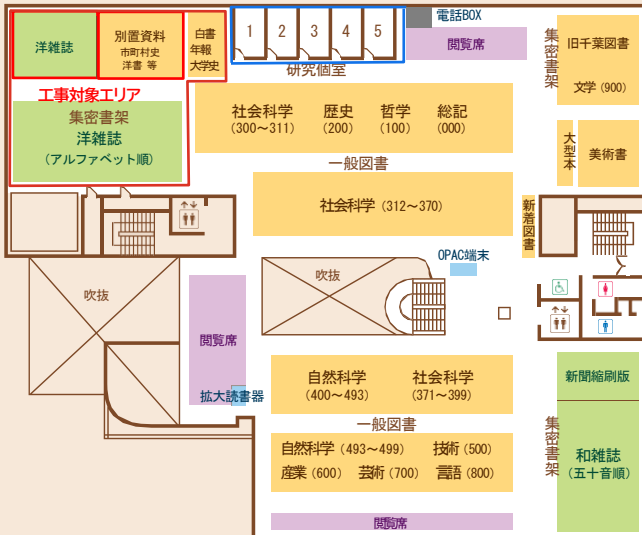 洋雑誌
別置資料
市町村史
洋書 等
白書
年報
大学史
1
2
3
4
5
研究個室
電話BOX
閲覧席
集密書架
旧千葉図書
文学（900）
工事対象エリア
集密書架
洋雑誌
（アルファベット順）
社会科学
（300～311）
歴史
（200）
哲学
（100）
総記
（000）
一般図書
大型本
美術書
社会科学（312～370）
新着図書
OPAC端末
吹抜
吹抜
閲覧席
拡大読書器
自然科学
（400～493）
社会科学
（371～399）
一般図書
自然科学（493～499）
技術（500）
産業（600）
芸術（700）
言語（800）
新聞縮刷版
集密書架
和雑誌
（五十音順）
閲覧席